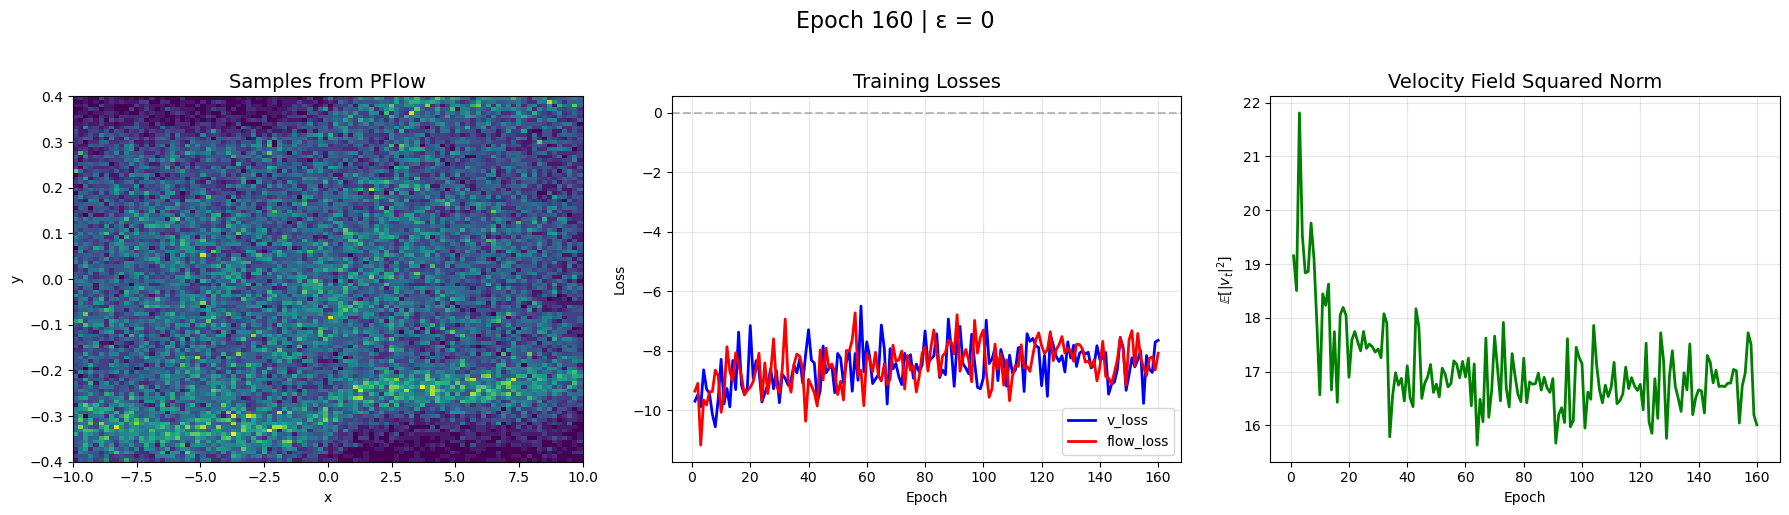 Epoch 160 | ε = 0
Samples from PFlow
0.4
0.3
0.2
0.1
0.0
−0.1
−0.2
−0.3
−0.4
y
−10.0 −7.5 −5.0 −2.5 0.0 2.5 5.0 7.5 10.0
x
Training Losses
0
−2
−4
−6
−8
−10
Loss
v_loss
flow_loss
0 20 40 60 80 100 120 140 160
Epoch
Velocity Field Squared Norm
22
21
20
19
18
17
16
𝔼[|v_t|²]
0 20 40 60 80 100 120 140 160
Epoch